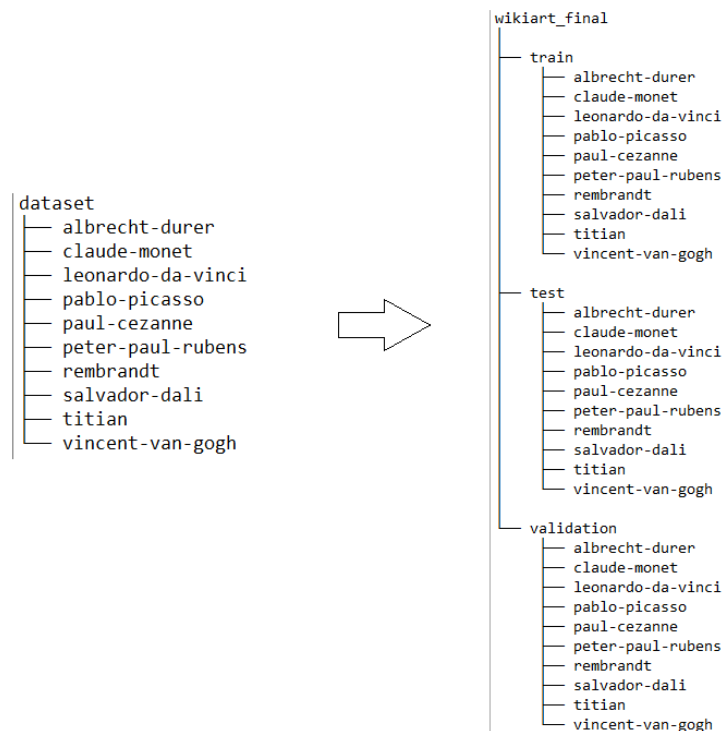 dataset
albrecht-durer
claude-monet
leonardo-da-vinci
pablo-picasso
paul-cezanne
peter-paul-rubens
rembrandt
salvador-dali
titian
vincent-van-gogh
wikiart_final
train
albrecht-durer
claude-monet
leonardo-da-vinci
pablo-picasso
paul-cezanne
peter-paul-rubens
rembrandt
salvador-dali
titian
vincent-van-gogh
test
albrecht-durer
claude-monet
leonardo-da-vinci
pablo-picasso
paul-cezanne
peter-paul-rubens
rembrandt
salvador-dali
titian
vincent-van-gogh
validation
albrecht-durer
claude-monet
leonardo-da-vinci
pablo-picasso
paul-cezanne
peter-paul-rubens
rembrandt
salvador-dali
titian
vincent-van-gogh